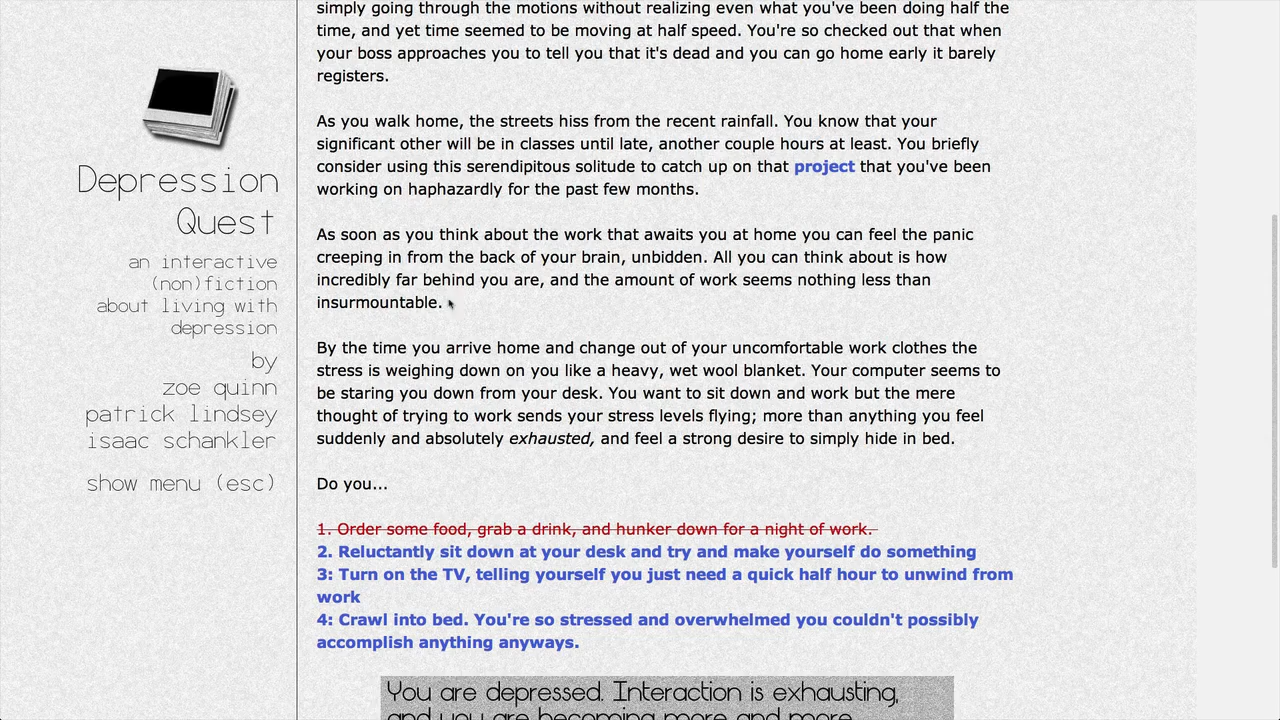 Depression
Quest
an interactive
(non)fiction
about living with
depression
by
zoe quinn
patrick lindsey
isaac schankler
show menu (esc)
simply going through the motions without realizing even what you've been doing half the
time, and yet time seemed to be moving at half speed. You're so checked out that when
your boss approaches you to tell you that it's dead and you can go home early it barely
registers.
As you walk home, the streets hiss from the recent rainfall. You know that your
significant other will be in classes until late, another couple hours at least. You briefly
consider using this serendipitous solitude to catch up on that project that you've been
working on haphazardly for the past few months.
As soon as you think about the work that awaits you at home you can feel the panic
creeping in from the back of your brain, unbidden. All you can think about is how
incredibly far behind you are, and the amount of work seems nothing less than
insurmountable.
By the time you arrive home and change out of your uncomfortable work clothes the
stress is weighing down on you like a heavy, wet wool blanket. Your computer seems to
be staring you down from your desk. You want to sit down and work but the mere
thought of trying to work sends your stress levels flying; more than anything you feel
suddenly and absolutely exhausted, and feel a strong desire to simply hide in bed.
Do you...
1. Order some food, grab a drink, and hunker down for a night of work.
2. Reluctantly sit down at your desk and try and make yourself do something
3: Turn on the TV, telling yourself you just need a quick half hour to unwind from
work
4: Crawl into bed. You're so stressed and overwhelmed you couldn't possibly
accomplish anything anyways.
You are depressed. Interaction is exhausting,
and you are becoming more and more